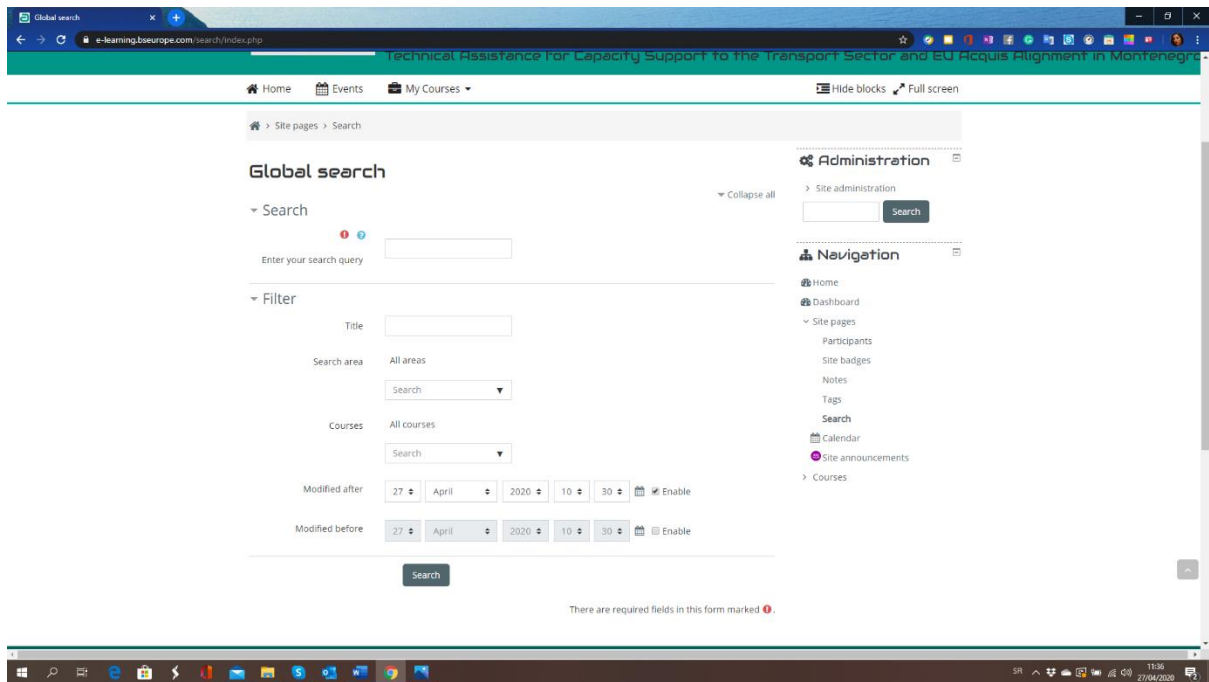 Global search
e-learning.bseurope.com/search/index.php
Technical Assistance For Capacity Support to the Transport Sector and EU Acquis Alignment in Montenegro
Home Events My Courses Hide blocks Full screen
> Site pages > Search
Global search
Collapse all
Search
Enter your search query
Filter
Title
Search area All areas
Search
Courses All courses
Search
Modified after 27 April 2020 10 30 Enable
Modified before 27 April 2020 10 30 Enable
Search
There are required fields in this form marked .
Administration
Site administration
Search
Navigation
Home
Dashboard
Site pages
Participants
Site badges
Notes
Tags
Search
Calendar
Site announcements
Courses
SR 11:36
27/04/2020